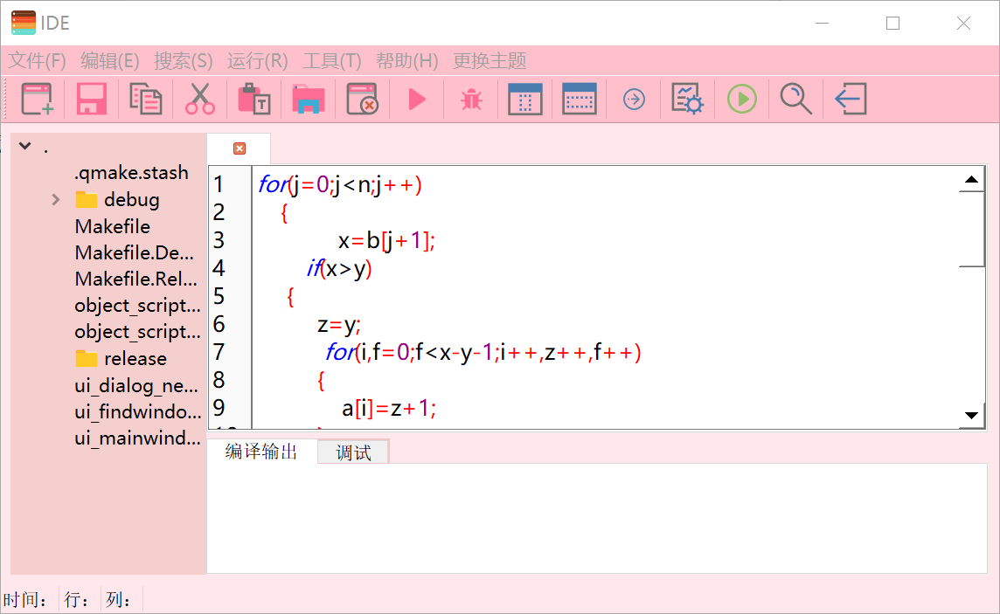 IDE
文件(F) 编辑(E) 搜索(S) 运行(R) 工具(T) 帮助(H) 更换主题
.
.qmake.stash
debug
Makefile
Makefile.De...
Makefile.Rel...
object_script...
object_script...
release
ui_dialog_ne...
ui_findwindo...
ui_mainwind...
1 for(j=0;j<n;j++)
2 {
3 x=b[j+1];
4 if(x>y)
5 {
6 z=y;
7 for(i,f=0;f<x-y-1;i++,z++,f++)
8 {
9 a[i]=z+1;
编译输出 调试
时间： 行： 列：